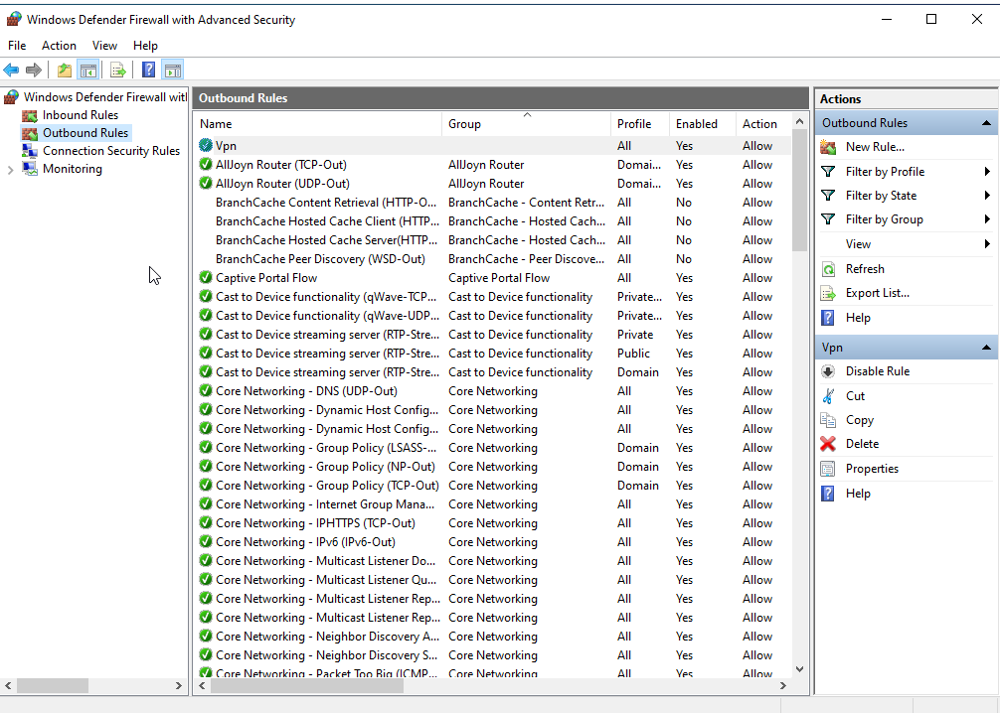 Windows Defender Firewall with Advanced Security
File Action View Help
Windows Defender Firewall with
Inbound Rules
Outbound Rules
Connection Security Rules
Monitoring
Outbound Rules
Name Group Profile Enabled Action
Vpn All Yes Allow
AllJoyn Router (TCP-Out) AllJoyn Router Domai... Yes Allow
AllJoyn Router (UDP-Out) AllJoyn Router Domai... Yes Allow
BranchCache Content Retrieval (HTTP-O... BranchCache - Content Retr... All No Allow
BranchCache Hosted Cache Client (HTTP... BranchCache - Hosted Cach... All No Allow
BranchCache Hosted Cache Server(HTTP... BranchCache - Hosted Cach... All No Allow
BranchCache Peer Discovery (WSD-Out) BranchCache - Peer Discove... All No Allow
Captive Portal Flow Captive Portal Flow All Yes Allow
Cast to Device functionality (qWave-TCP... Cast to Device functionality Private... Yes Allow
Cast to Device functionality (qWave-UDP... Cast to Device functionality Private... Yes Allow
Cast to Device streaming server (RTP-Stre... Cast to Device functionality Private Yes Allow
Cast to Device streaming server (RTP-Stre... Cast to Device functionality Public Yes Allow
Cast to Device streaming server (RTP-Stre... Cast to Device functionality Domain Yes Allow
Core Networking - DNS (UDP-Out) Core Networking All Yes Allow
Core Networking - Dynamic Host Config... Core Networking All Yes Allow
Core Networking - Dynamic Host Config... Core Networking All Yes Allow
Core Networking - Group Policy (LSASS-... Core Networking Domain Yes Allow
Core Networking - Group Policy (NP-Out) Core Networking Domain Yes Allow
Core Networking - Group Policy (TCP-Out) Core Networking Domain Yes Allow
Core Networking - Internet Group Mana... Core Networking All Yes Allow
Core Networking - IPHTTPS (TCP-Out) Core Networking All Yes Allow
Core Networking - IPv6 (IPv6-Out) Core Networking All Yes Allow
Core Networking - Multicast Listener Do... Core Networking All Yes Allow
Core Networking - Multicast Listener Qu... Core Networking All Yes Allow
Core Networking - Multicast Listener Rep... Core Networking All Yes Allow
Core Networking - Multicast Listener Rep... Core Networking All Yes Allow
Core Networking - Neighbor Discovery A... Core Networking All Yes Allow
Core Networking - Neighbor Discovery S... Core Networking All Yes Allow
Core Networking - Packet Too Big (ICMP... Core Networking All Yes Allow
Actions
Outbound Rules
New Rule...
Filter by Profile
Filter by State
Filter by Group
View
Refresh
Export List...
Help
Vpn
Disable Rule
Cut
Copy
Delete
Properties
Help